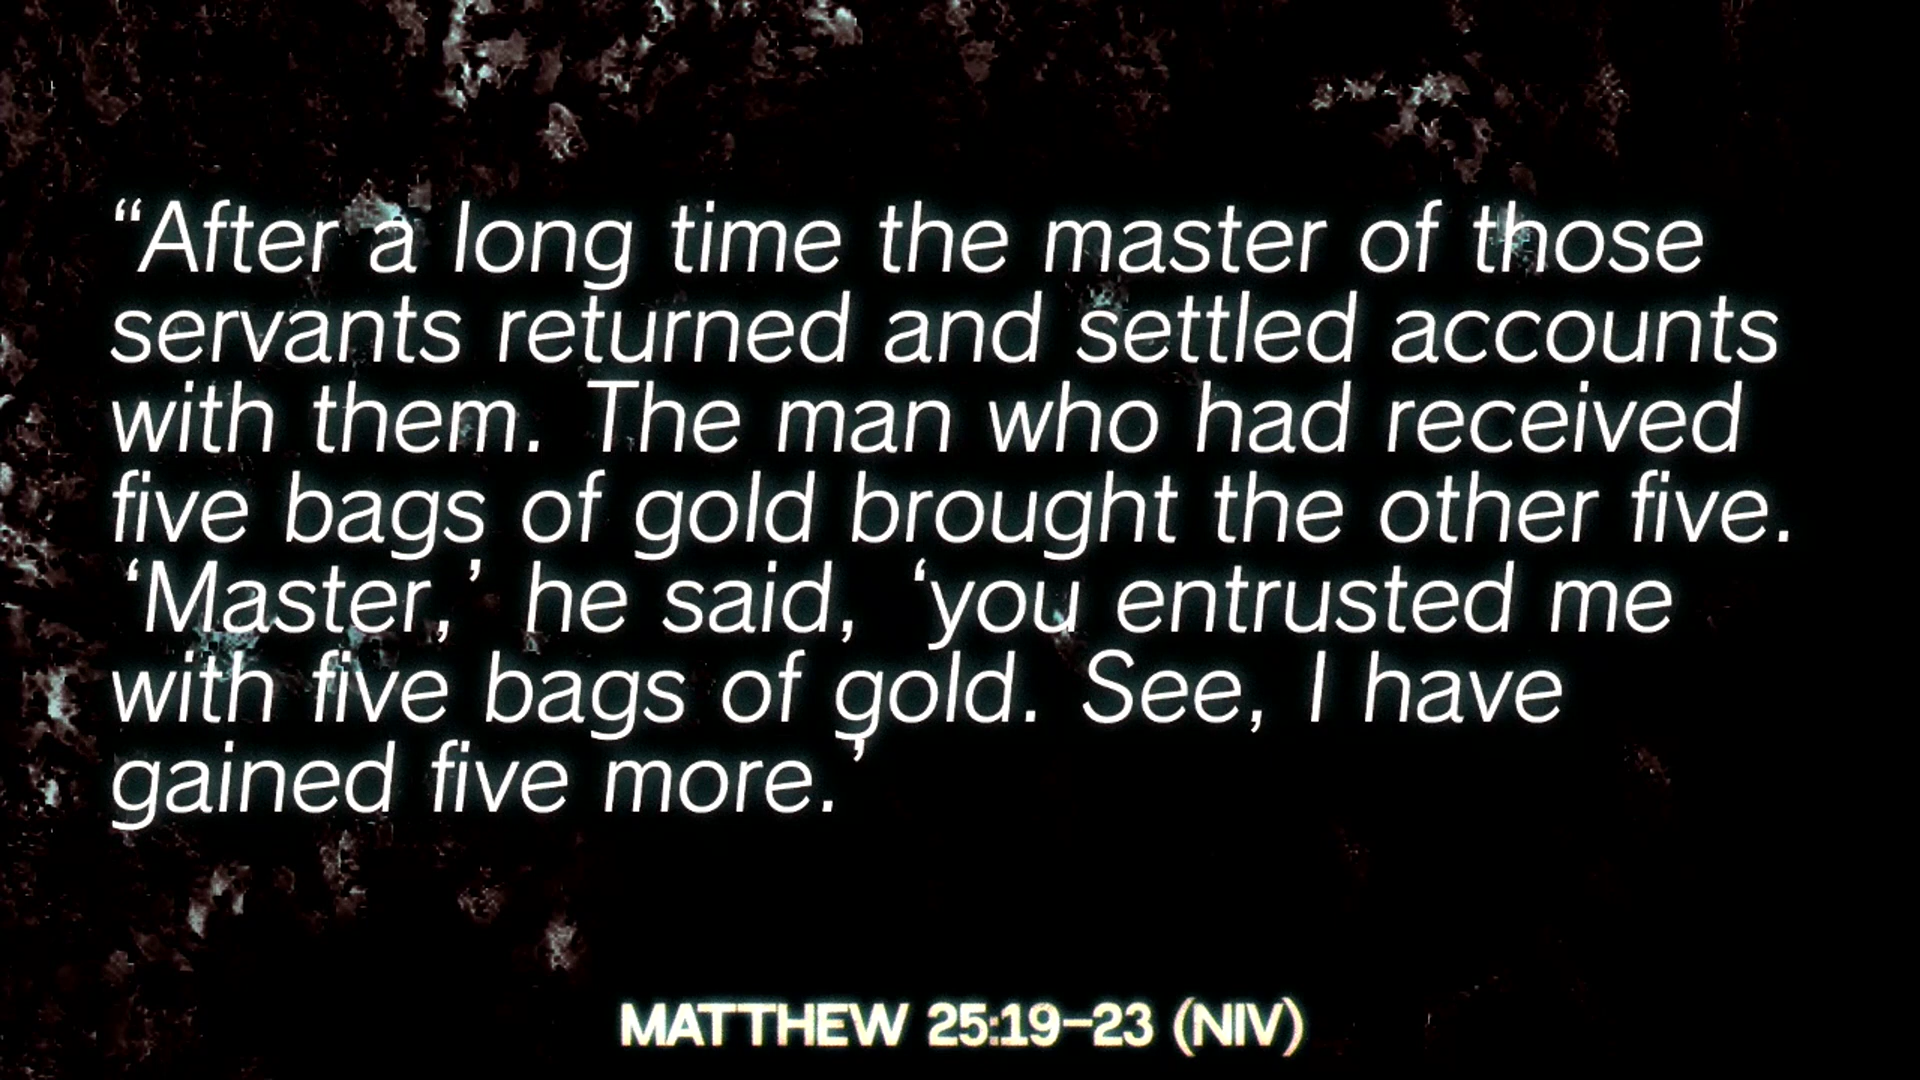 “After a long time the master of those
servants returned and settled accounts
with them. The man who had received
five bags of gold brought the other five.
‘Master,’ he said, ‘you entrusted me
with five bags of gold. See, I have
gained five more.’
MATTHEW 25:19–23 (NIV)